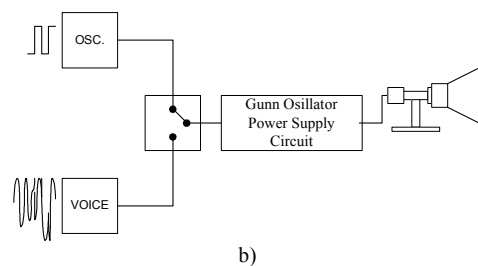 OSC.
Gunn Osillator
Power Supply
Circuit
VOICE
b)